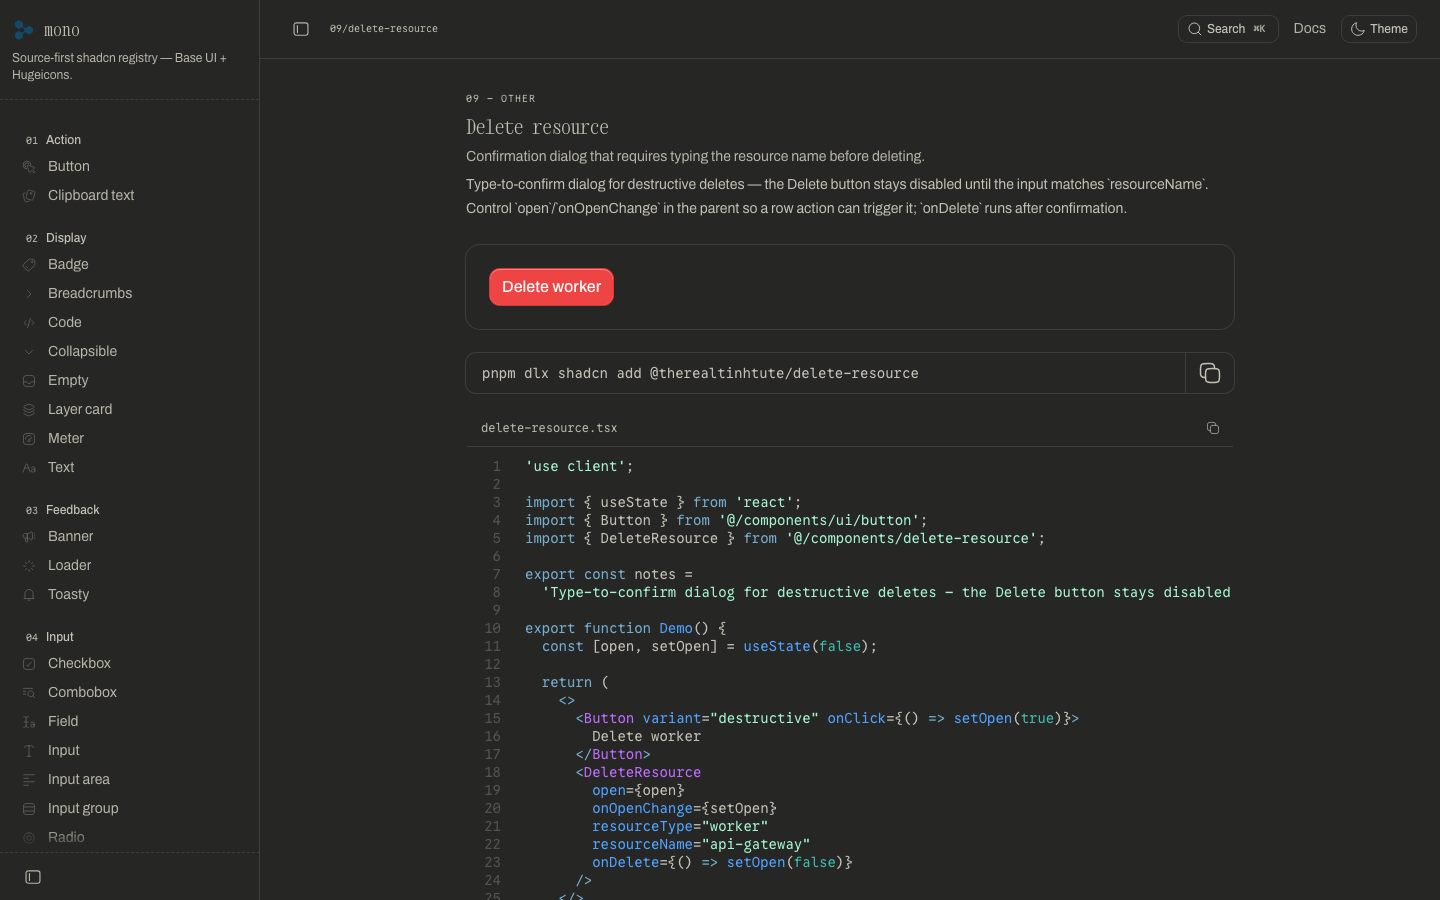 mono
Source-first shadcn registry — Base UI +
Hugeicons.
01 Action
Button
Clipboard text
02 Display
Badge
Breadcrumbs
Code
Collapsible
Empty
Layer card
Meter
Text
03 Feedback
Banner
Loader
Toasty
04 Input
Checkbox
Combobox
Field
Input
Input area
Input group
Radio
09/delete-resource
Search ⌘K
Docs
Theme
09 — OTHER
Delete resource
Confirmation dialog that requires typing the resource name before deleting.
Type-to-confirm dialog for destructive deletes — the Delete button stays disabled until the input matches `resourceName`.
Control `open`/`onOpenChange` in the parent so a row action can trigger it; `onDelete` runs after confirmation.
Delete worker
pnpm dlx shadcn add @therealtinhtute/delete-resource
delete-resource.tsx
1 'use client';
2
3 import { useState } from 'react';
4 import { Button } from '@/components/ui/button';
5 import { DeleteResource } from '@/components/delete-resource';
6
7 export const notes =
8 'Type-to-confirm dialog for destructive deletes — the Delete button stays disabled
9
10 export function Demo() {
11 const [open, setOpen] = useState(false);
12
13 return (
14 <>
15 <Button variant="destructive" onClick={() => setOpen(true)}>
16 Delete worker
17 </Button>
18 <DeleteResource
19 open={open}
20 onOpenChange={setOpen}
21 resourceType="worker"
22 resourceName="api-gateway"
23 onDelete={() => setOpen(false)}
24 />
25 </>